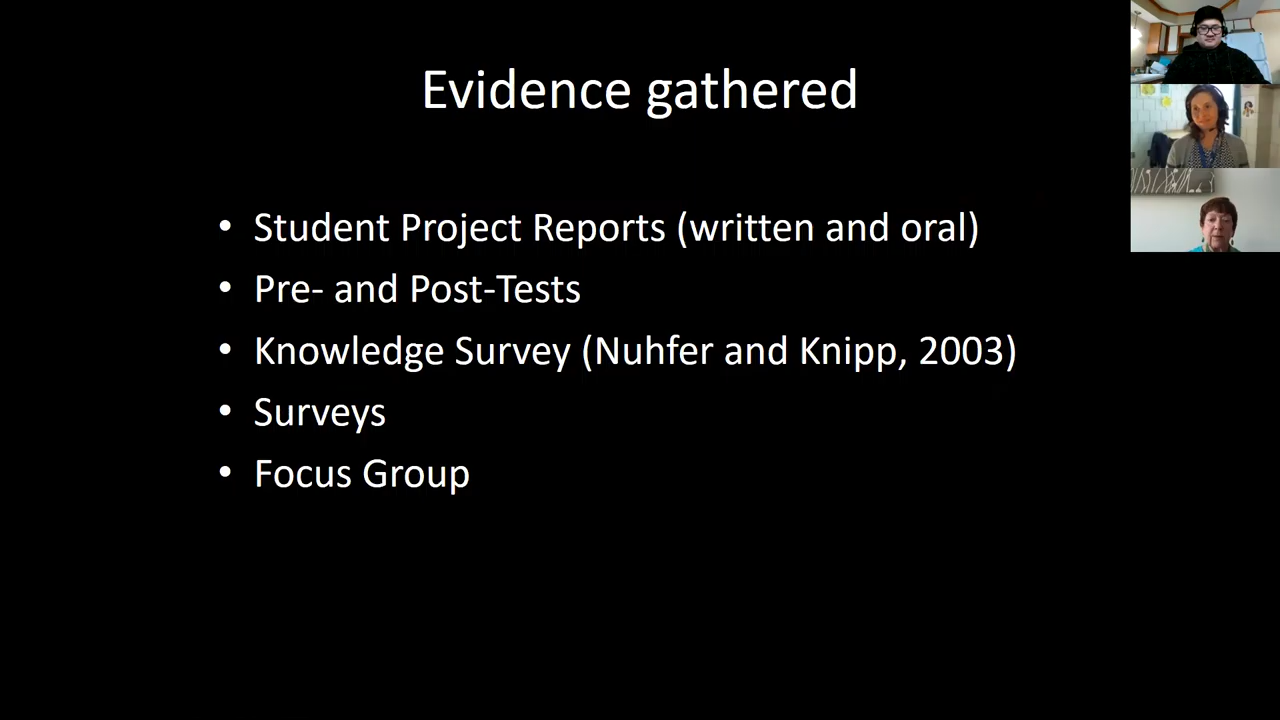 Evidence gathered
• Student Project Reports (written and oral)
• Pre- and Post-Tests
• Knowledge Survey (Nuhfer and Knipp, 2003)
• Surveys
• Focus Group